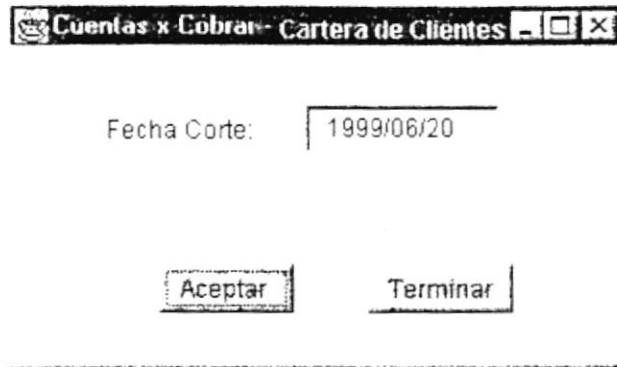 Cuentas x Cobrar - Cartera de Clientes
Fecha Corte: 1999/06/20
Aceptar Terminar